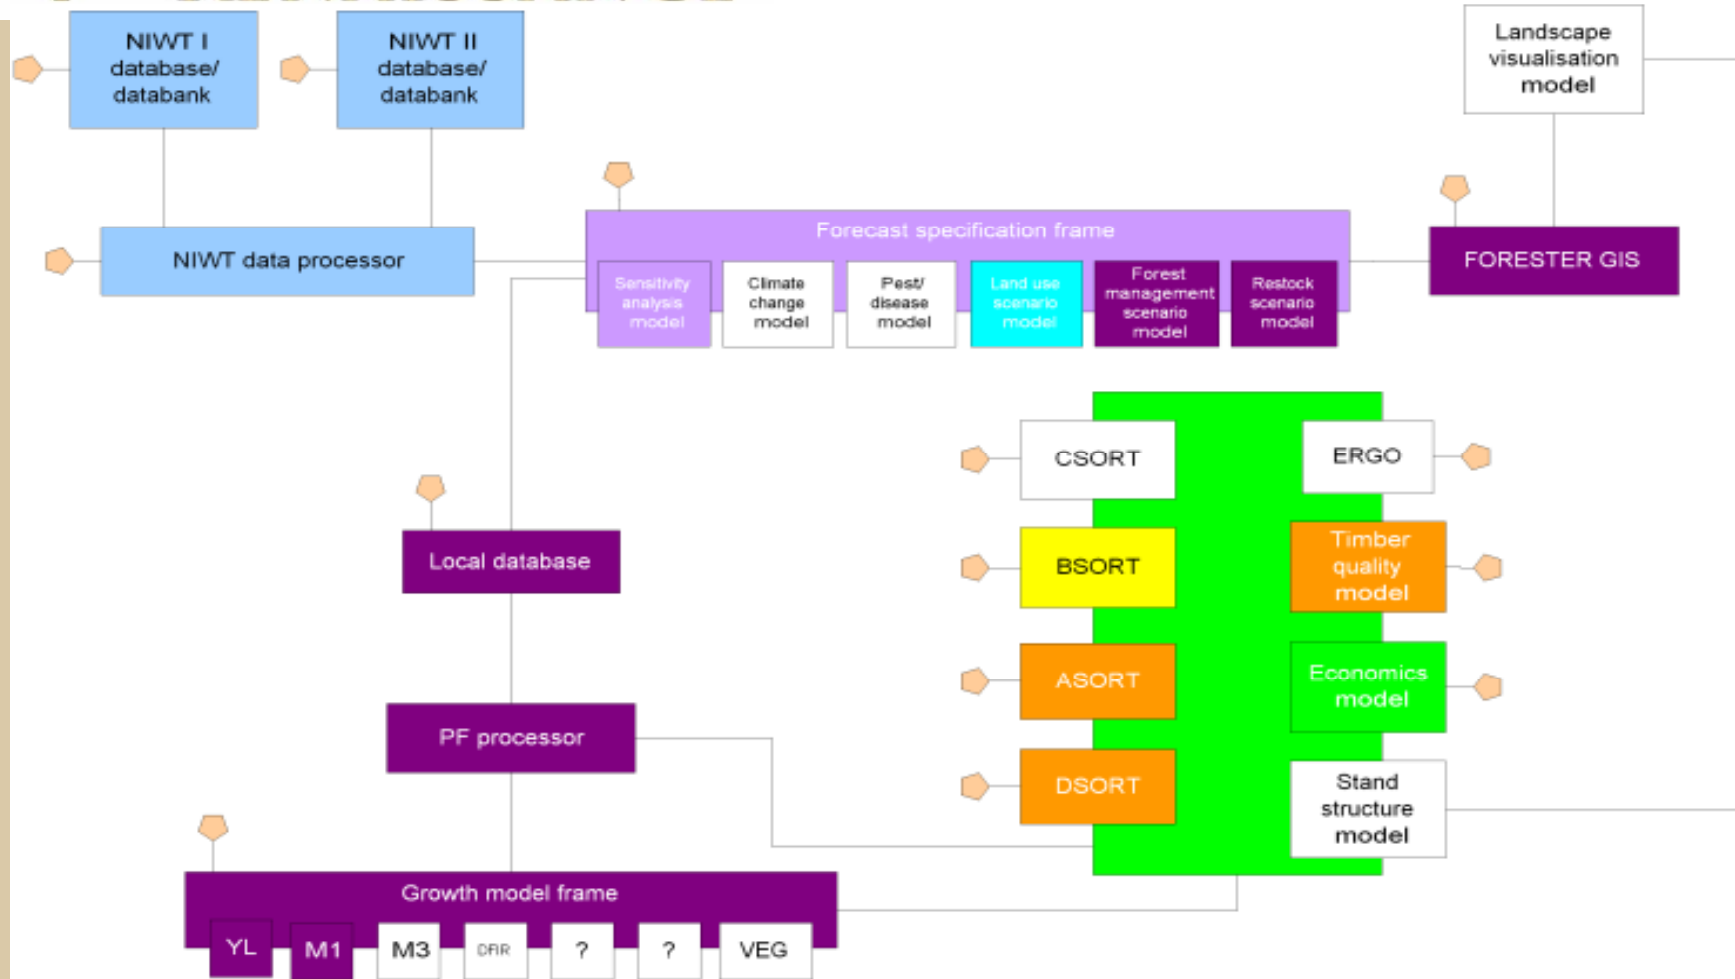 NIWT I
database/
databank
NIWT II
database/
databank
Landscape
visualisation
model
NIWT data processor
Forecast specification frame
FORESTER GIS
Sensitivity
analysis
model
Climate
change
model
Pest/
disease
model
Land use
scenario
model
Forest
management
scenario
model
Restock
scenario
model
CSORT
ERGO
BSORT
Timber
quality
model
Local database
ASORT
Economics
model
PF processor
DSORT
Stand
structure
model
Growth model frame
YL
M1
M3
DFIR
?
?
VEG